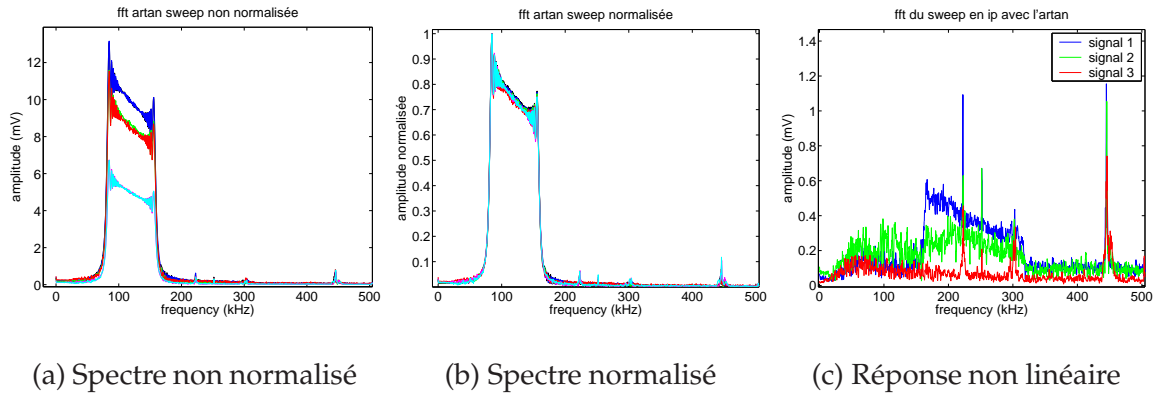 fft artan sweep non normalisée
12
10
8
6
4
2
0
amplitude (mV)
0 100 200 300 400 500
frequency (kHz)
(a) Spectre non normalisé
fft artan sweep normalisée
1
0.9
0.8
0.7
0.6
0.5
0.4
0.3
0.2
0.1
amplitude normalisée
0 100 200 300 400 500
frequency (kHz)
(b) Spectre normalisé
fft du sweep en ip avec l'artan
1.4
1.2
1
0.8
0.6
0.4
0.2
0
amplitude (mV)
signal 1
signal 2
signal 3
0 100 200 300 400 500
frequency (kHz)
(c) Réponse non linéaire